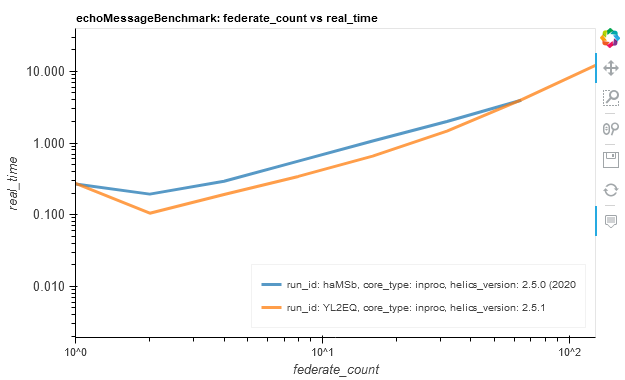 echoMessageBenchmark: federate_count vs real_time
10.000
1.000
0.100
0.010
real_time
run_id: haMSb, core_type: inproc, helics_version: 2.5.0 (2020
run_id: YL2EQ, core_type: inproc, helics_version: 2.5.1
10^0
10^1
10^2
federate_count